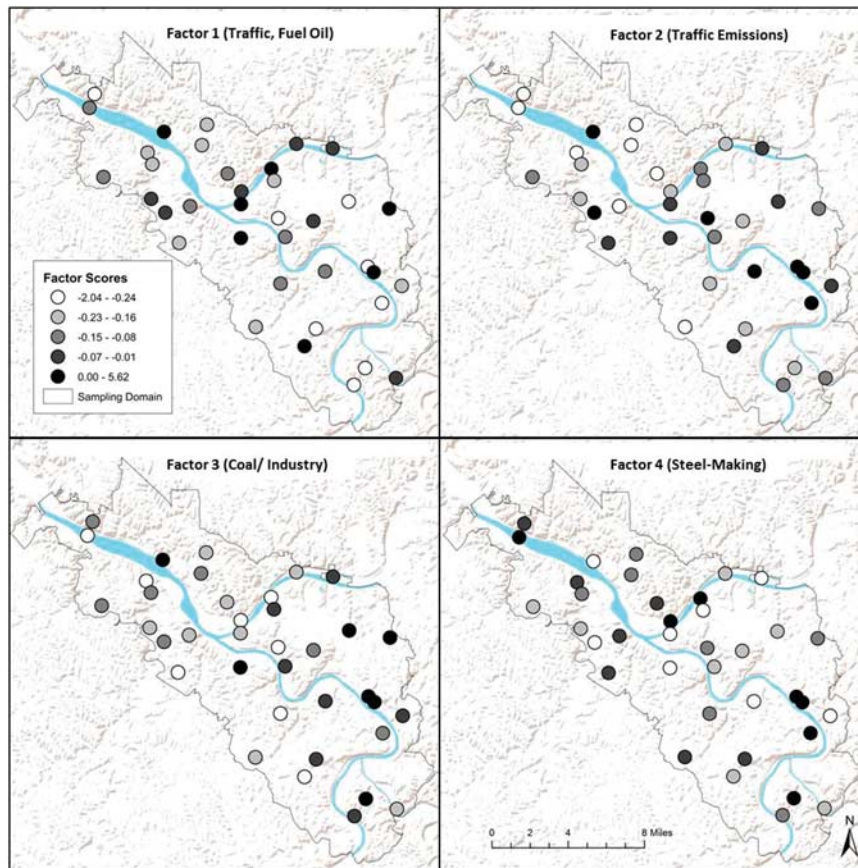 Factor 1 (Traffic, Fuel Oil)
Factor 2 (Traffic Emissions)
Factor Scores
-2.04 - -0.24
-0.23 - -0.16
-0.15 - -0.08
-0.07 - -0.01
0.00 - 5.62
Sampling Domain
Factor 3 (Coal/ Industry)
Factor 4 (Steel-Making)
0 2 4 8 Miles
N